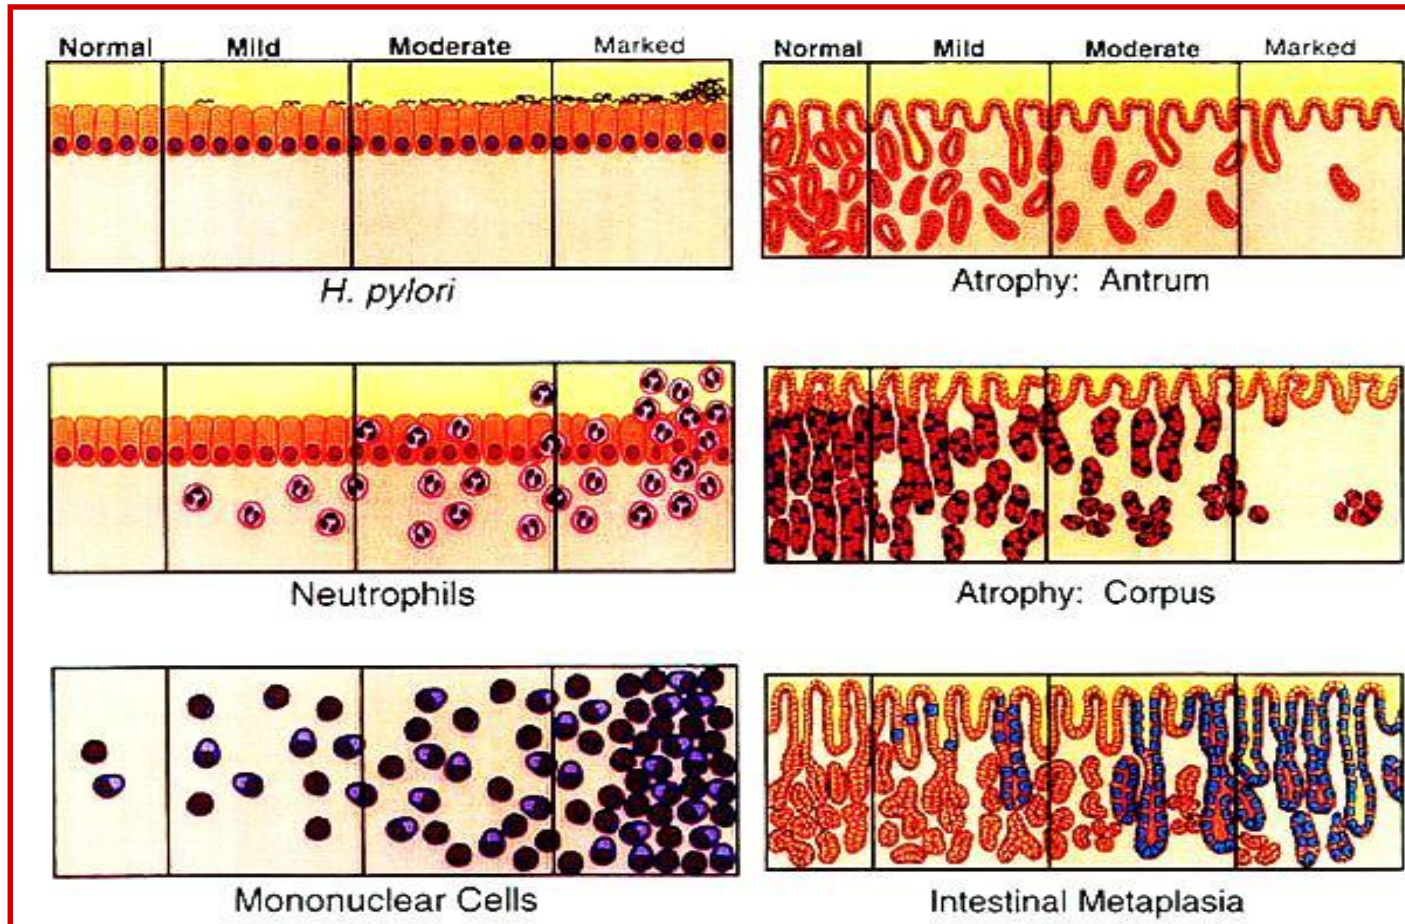 Normal Mild Moderate Marked
H. pylori
Neutrophils
Mononuclear Cells
Normal Mild Moderate Marked
Atrophy: Antrum
Atrophy: Corpus
Intestinal Metaplasia